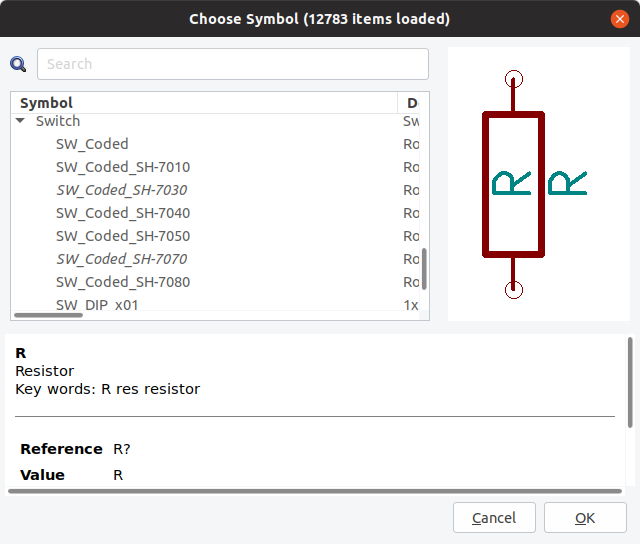 Choose Symbol (12783 items loaded)
Search
Symbol D
Switch Sw
SW_Coded Ro
SW_Coded_SH-7010 Ro
SW_Coded_SH-7030 Ro
SW_Coded_SH-7040 Ro
SW_Coded_SH-7050 Ro
SW_Coded_SH-7070 Ro
SW_Coded_SH-7080 Ro
SW_DIP_x01 1x
R R
R
Resistor
Key words: R res resistor
Reference R?
Value R
Cancel OK